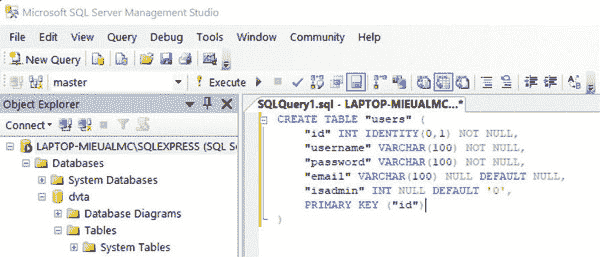 Microsoft SQL Server Management Studio
File Edit View Query Debug Tools Window Community Help
New Query
master Execute
Object Explorer
SQLQuery1.sql - LAPTOP-MIEUALMC...*
Connect
CREATE TABLE "users" (
LAPTOP-MIEUALMC\SQLEXPRESS (SQL Se
"id" INT IDENTITY(0,1) NOT NULL,
Databases
"username" VARCHAR(100) NOT NULL,
System Databases
"password" VARCHAR(100) NOT NULL,
dvta
"email" VARCHAR(100) NULL DEFAULT NULL,
Database Diagrams
"isadmin" INT NULL DEFAULT '0',
Tables
PRIMARY KEY ("id")
System Tables
)